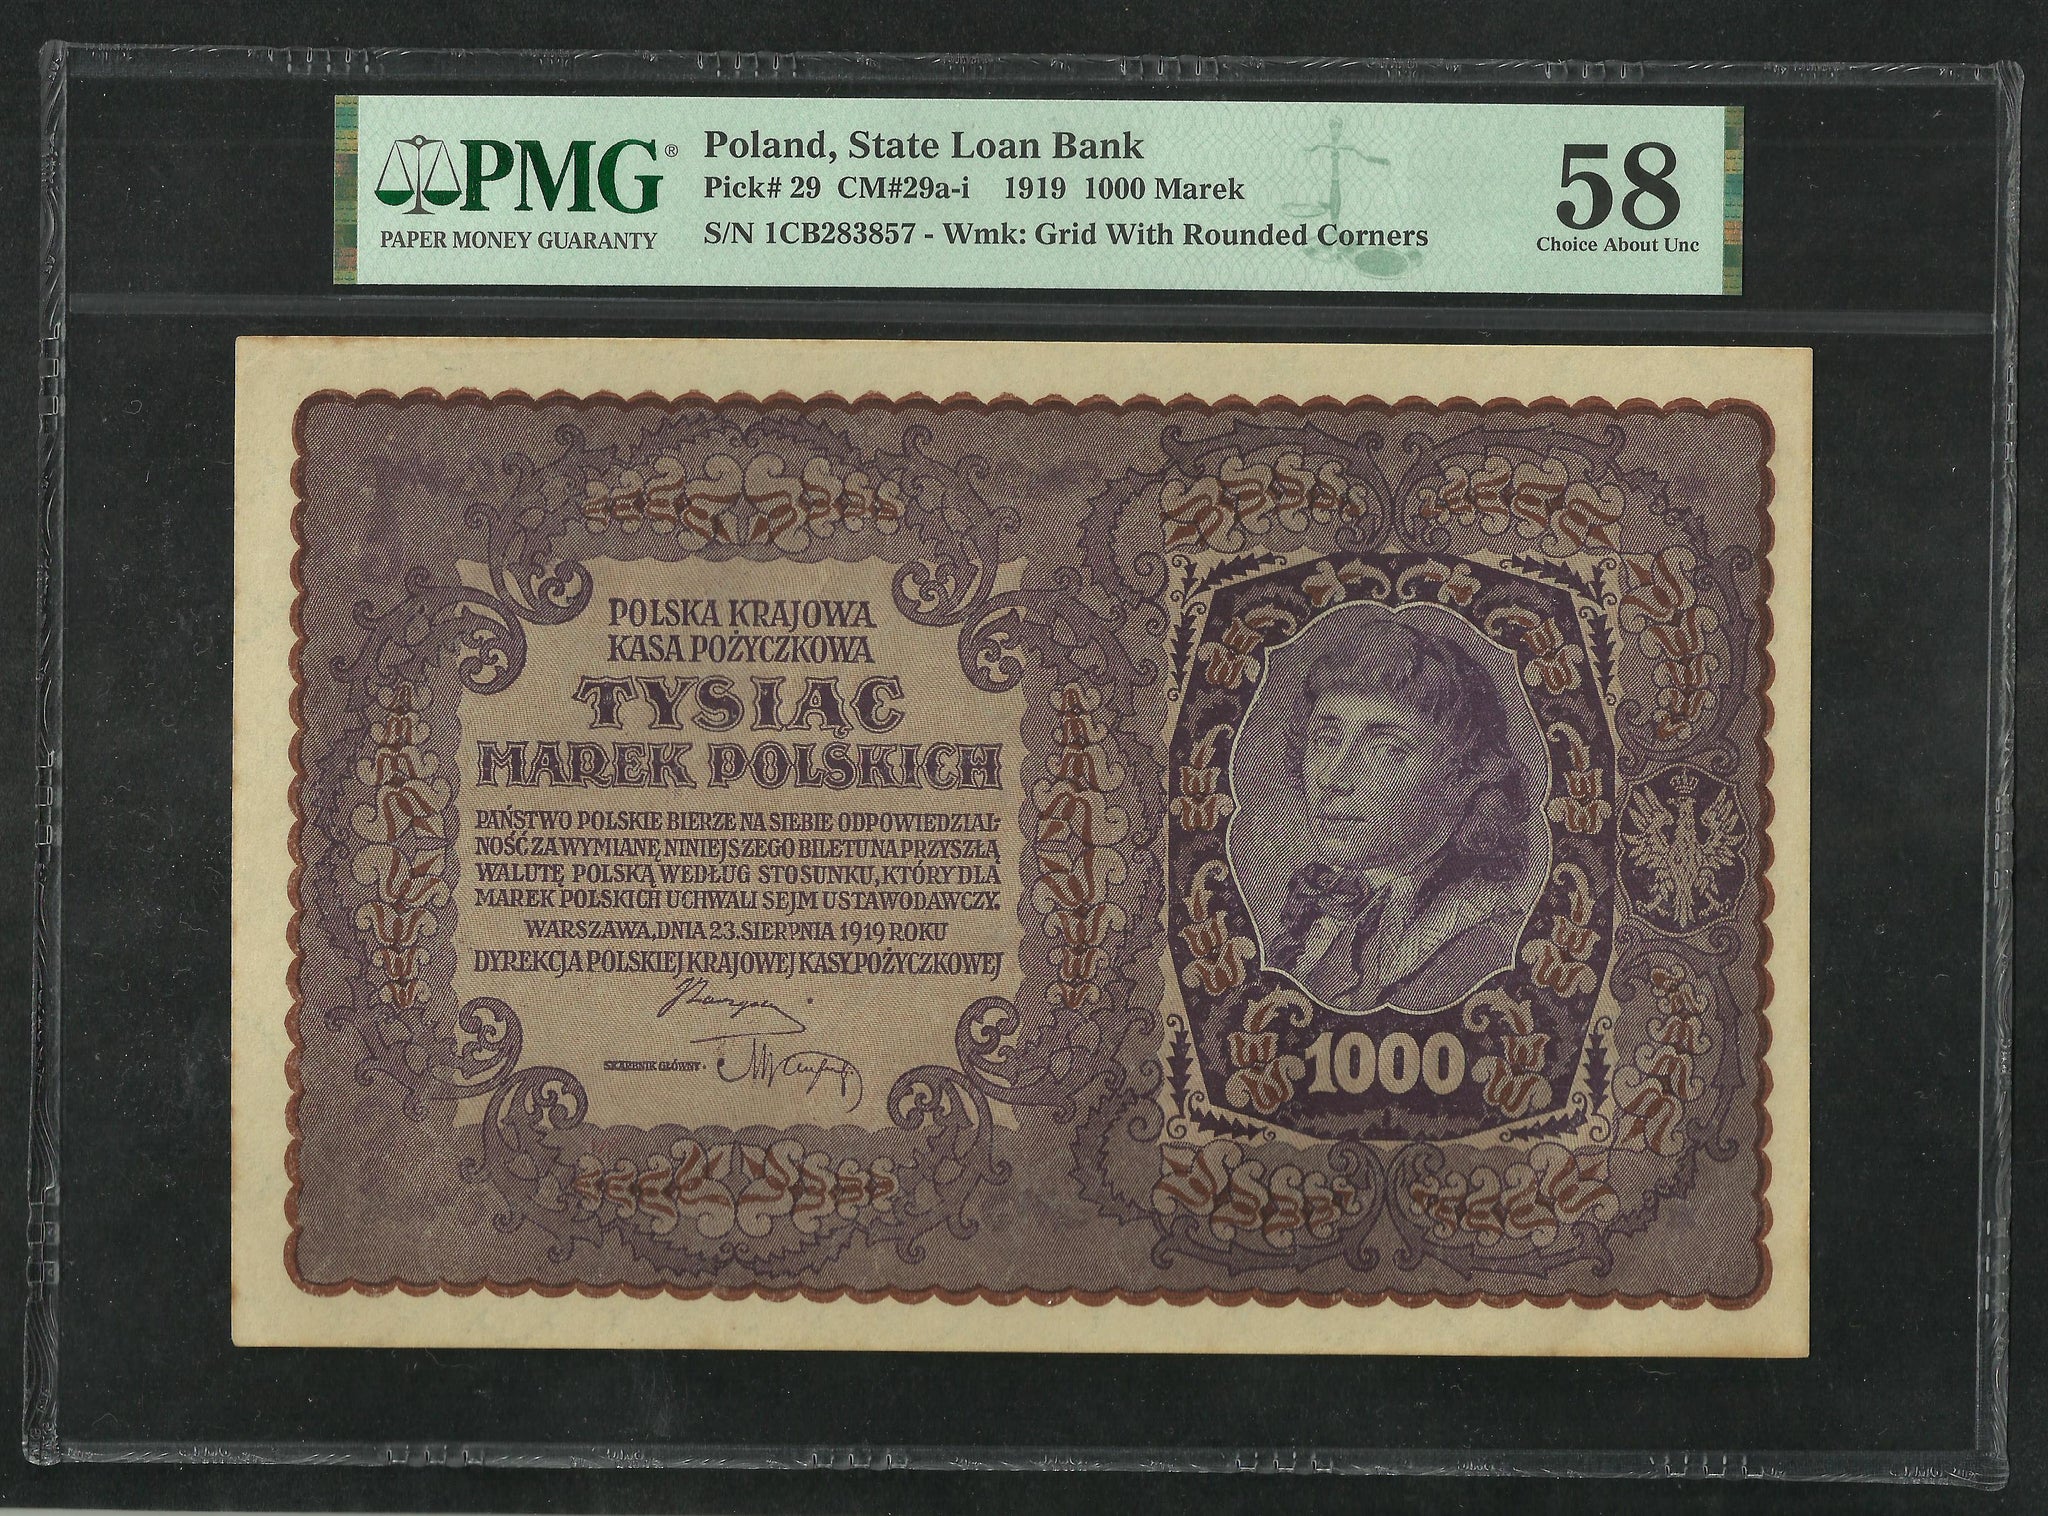 PMG®
PAPER MONEY GUARANTY
Poland, State Loan Bank
Pick# 29 CM#29a-i 1919 1000 Marek
S/N 1CB283857 - Wmk: Grid With Rounded Corners
58
Choice About Unc
POLSKA KRAJOWA
KASA POŻYCZKOWA
TYSIĄC
MAREK POLSKICH
PAŃSTWO POLSKIE BIERZE NA SIEBIE ODPOWIEDZIAL-
NOŚĆ ZA WYMIANĘ NINIEJSZEGO BILETU NA PRZYSZŁĄ
WALUTĘ POLSKĄ WEDŁUG STOSUNKU, KTÓRY DLA
MAREK POLSKICH UCHWALI SEJM USTAWODAWCZY.
WARSZAWA, DNIA 23. SIERPNIA 1919 ROKU
DYREKCJA POLSKIEJ KRAJOWEJ KASY POŻYCZKOWEJ
SKARBNIK GŁÓWNY
1000